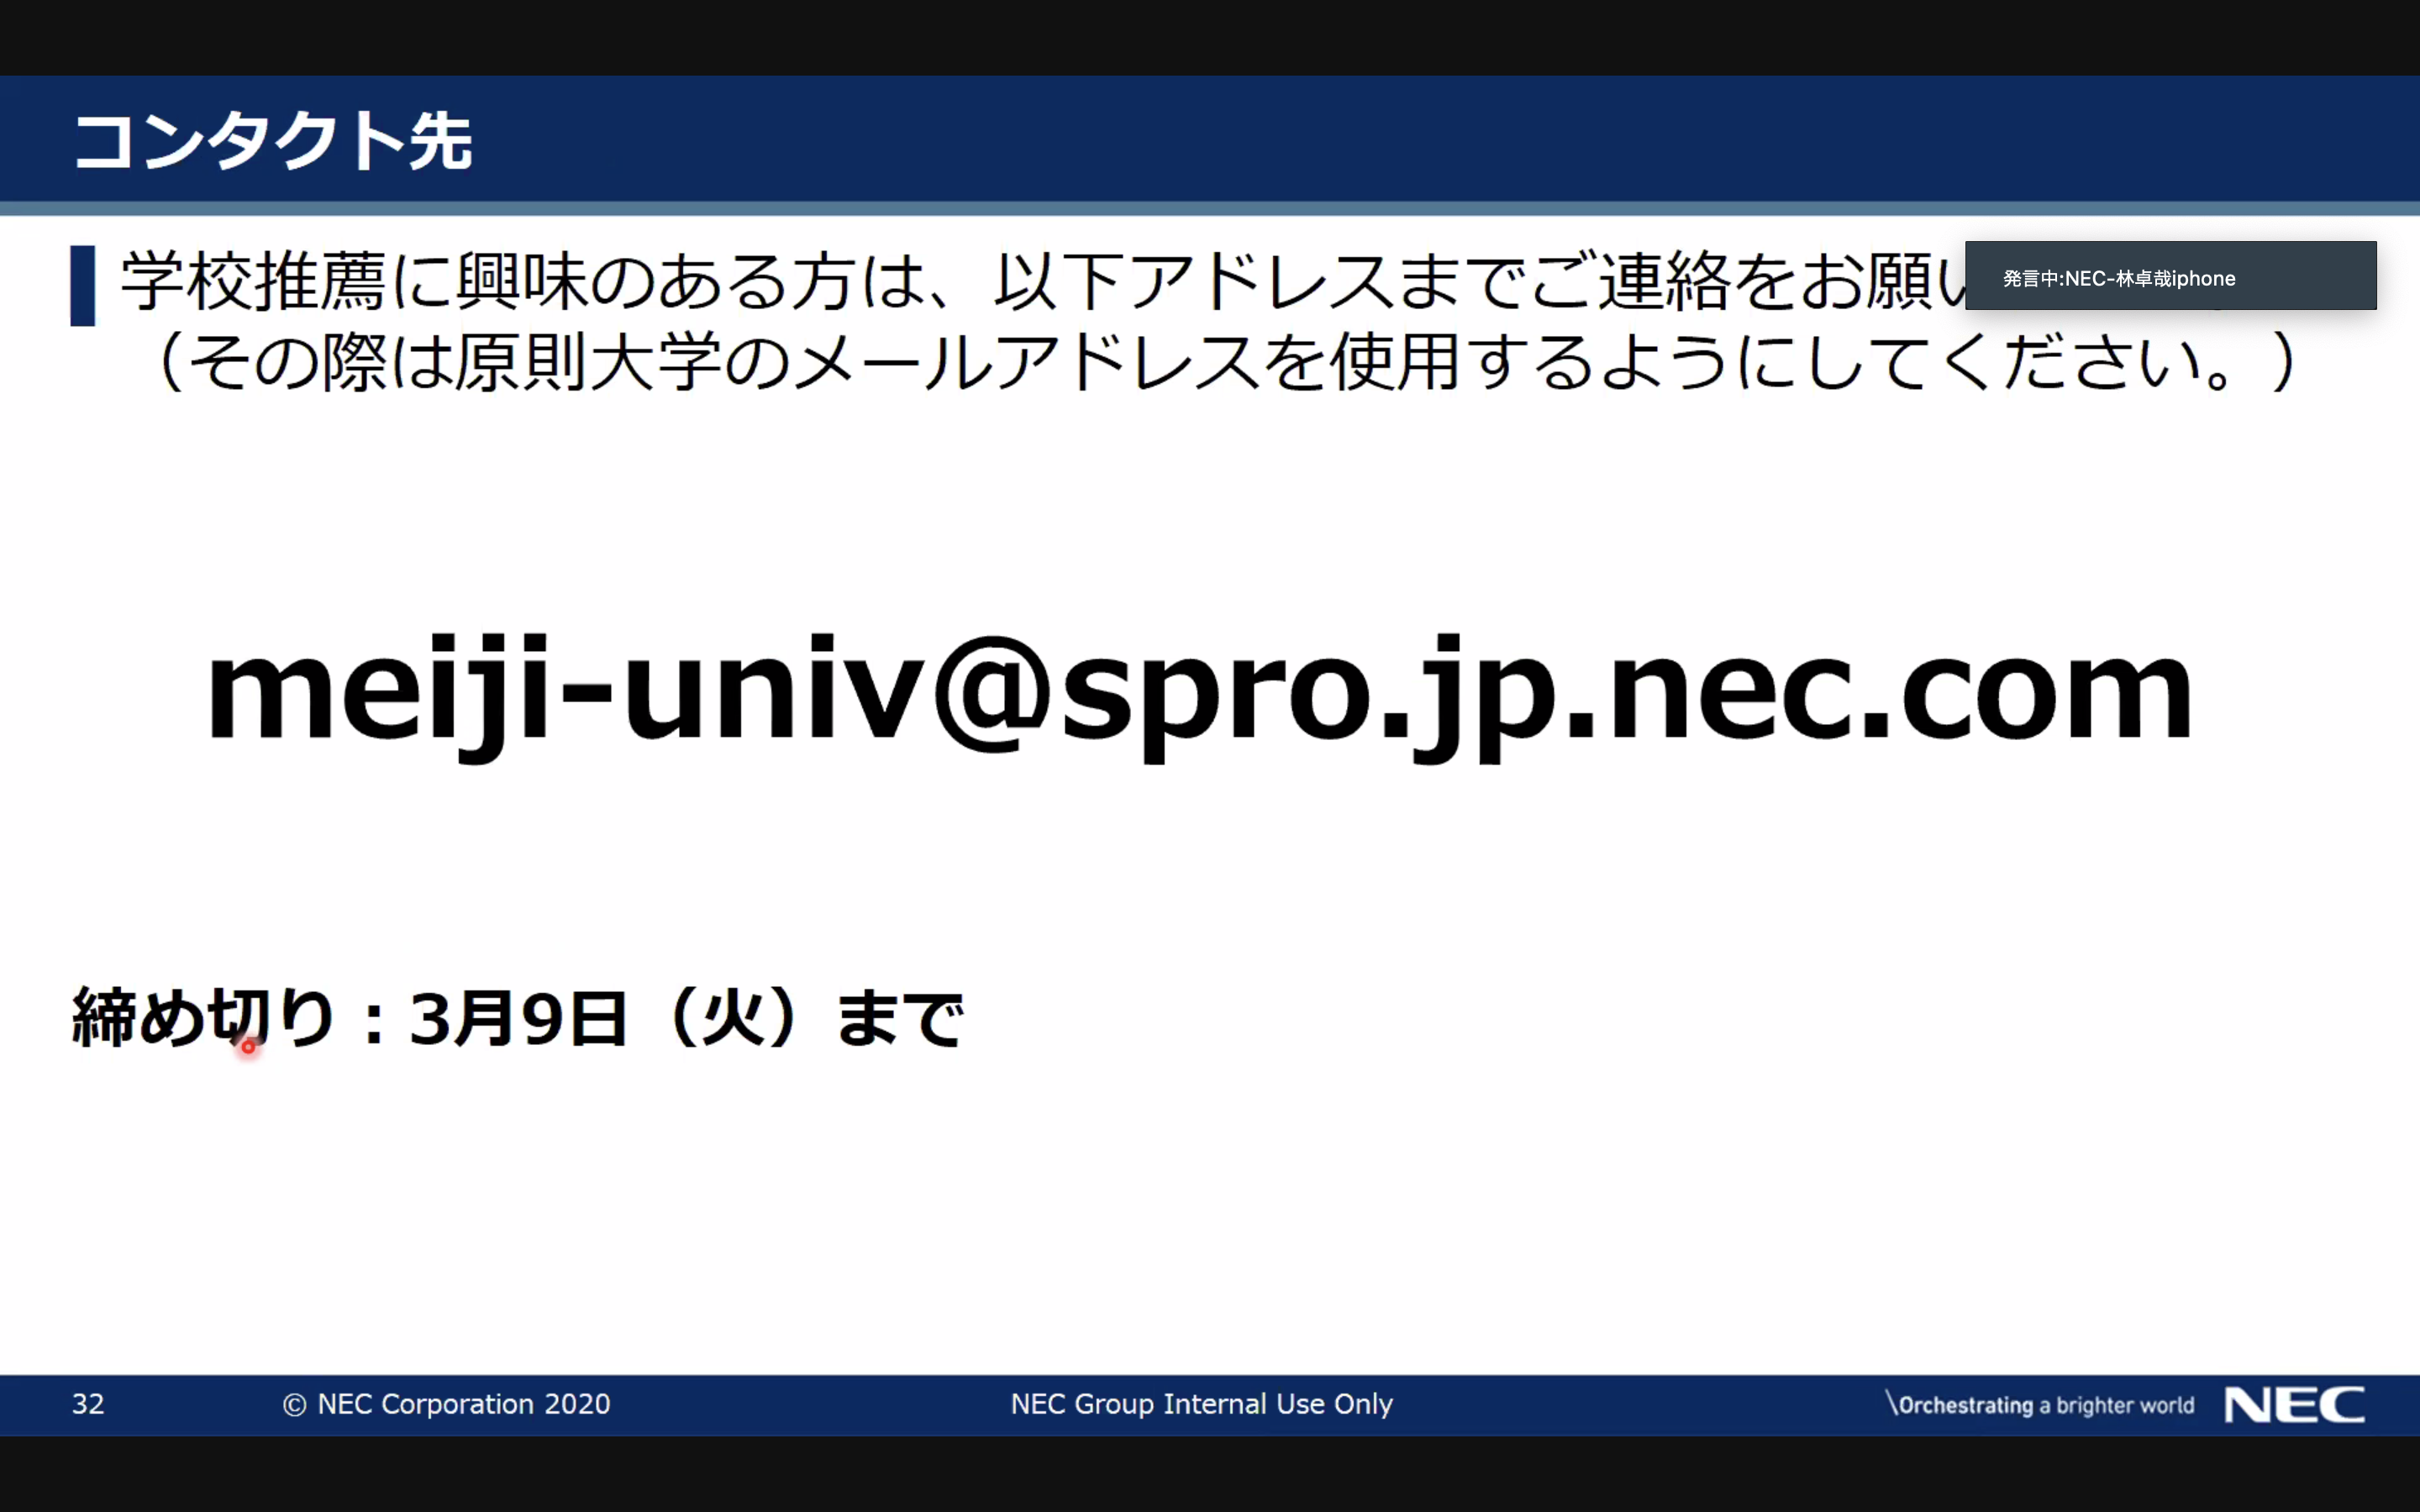 コンタクト先
学校推薦に興味のある方は、以下アドレスまでご連絡をお願い
発言中:NEC-林卓哉iphone
（その際は原則大学のメールアドレスを使用するようにしてください。）
meiji-univ@spro.jp.nec.com
締め切り：3月9日（火）まで
32
© NEC Corporation 2020
NEC Group Internal Use Only
\Orchestrating a brighter world
NEC